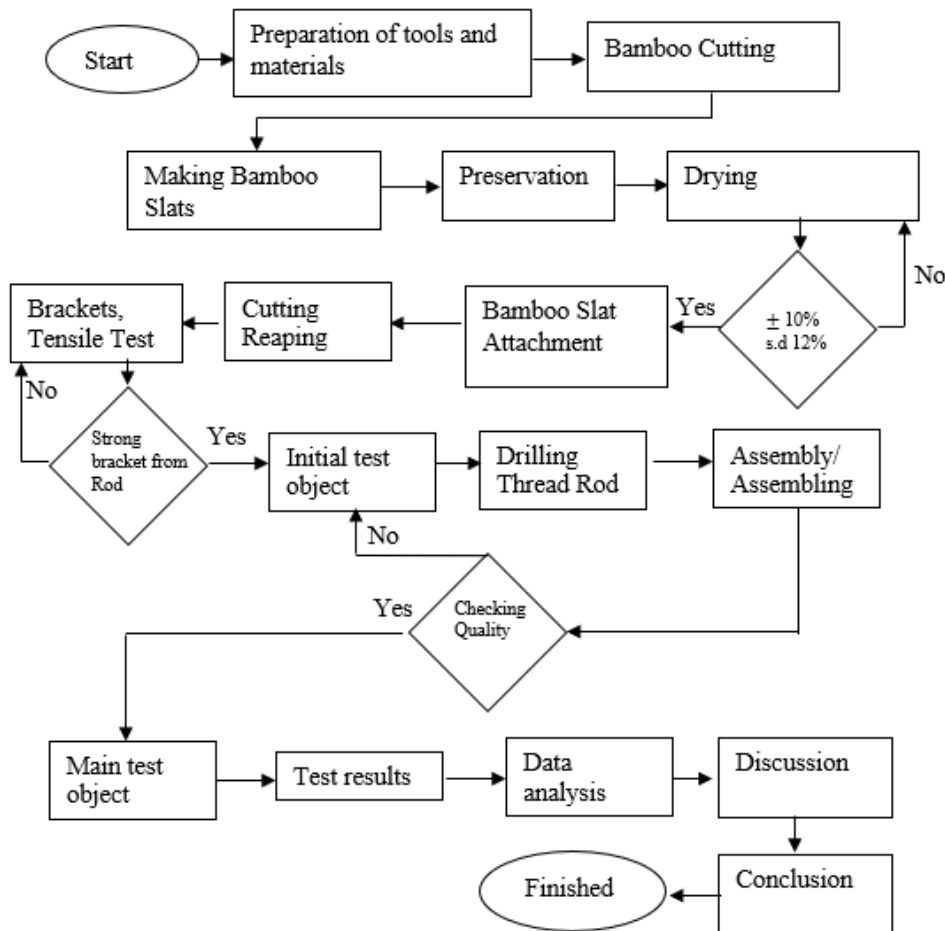 Start
Preparation of tools and
materials
Bamboo Cutting
Making Bamboo
Slats
Preservation
Drying
No
± 10%
s.d 12%
Yes
Bamboo Slat
Attachment
Cutting
Reaping
Brackets,
Tensile Test
No
Strong
bracket from
Rod
Yes
Initial test
object
Drilling
Thread Rod
Assembly/
Assembling
No
Checking
Quality
Yes
Main test
object
Test results
Data
analysis
Discussion
Conclusion
Finished